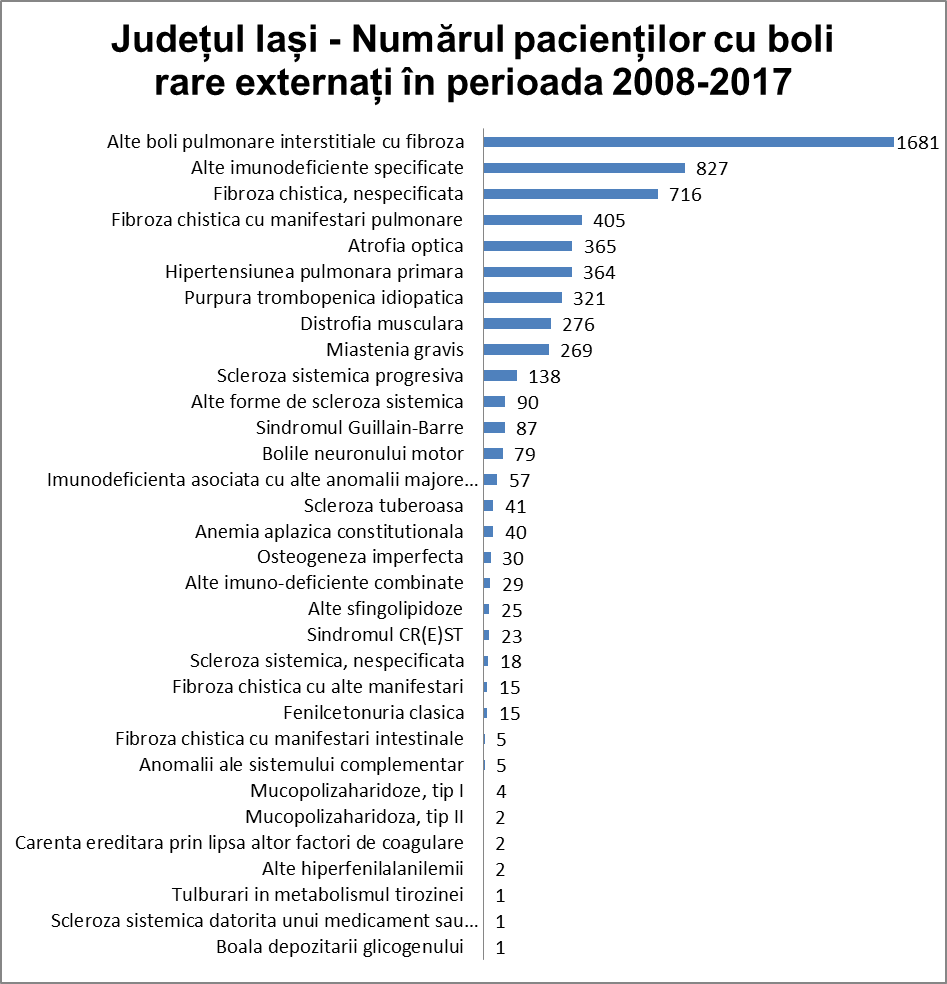 Județul Iași - Numărul pacienților cu boli
rare externați în perioada 2008-2017
Alte boli pulmonare interstitiale cu fibroza 1681
Alte imunodeficiente specificate 827
Fibroza chistica, nespecificata 716
Fibroza chistica cu manifestari pulmonare 405
Atrofia optica 365
Hipertensiunea pulmonara primara 364
Purpura trombopenica idiopatica 321
Distrofia musculara 276
Miastenia gravis 269
Scleroza sistemica progresiva 138
Alte forme de scleroza sistemica 90
Sindromul Guillain-Barre 87
Bolile neuronului motor 79
Imunodeficienta asociata cu alte anomalii majore... 57
Scleroza tuberoasa 41
Anemia aplazica constitutionala 40
Osteogeneza imperfecta 30
Alte imuno-deficiente combinate 29
Alte sfingolipidoze 25
Sindromul CR(E)ST 23
Scleroza sistemica, nespecificata 18
Fibroza chistica cu alte manifestari 15
Fenilcetonuria clasica 15
Fibroza chistica cu manifestari intestinale 5
Anomalii ale sistemului complementar 5
Mucopolizaharidoze, tip I 4
Mucopolizaharidoza, tip II 2
Carenta ereditara prin lipsa altor factori de coagulare 2
Alte hiperfenilalanilemii 2
Tulburari in metabolismul tirozinei 1
Scleroza sistemica datorita unui medicament sau... 1
Boala depozitarii glicogenului 1